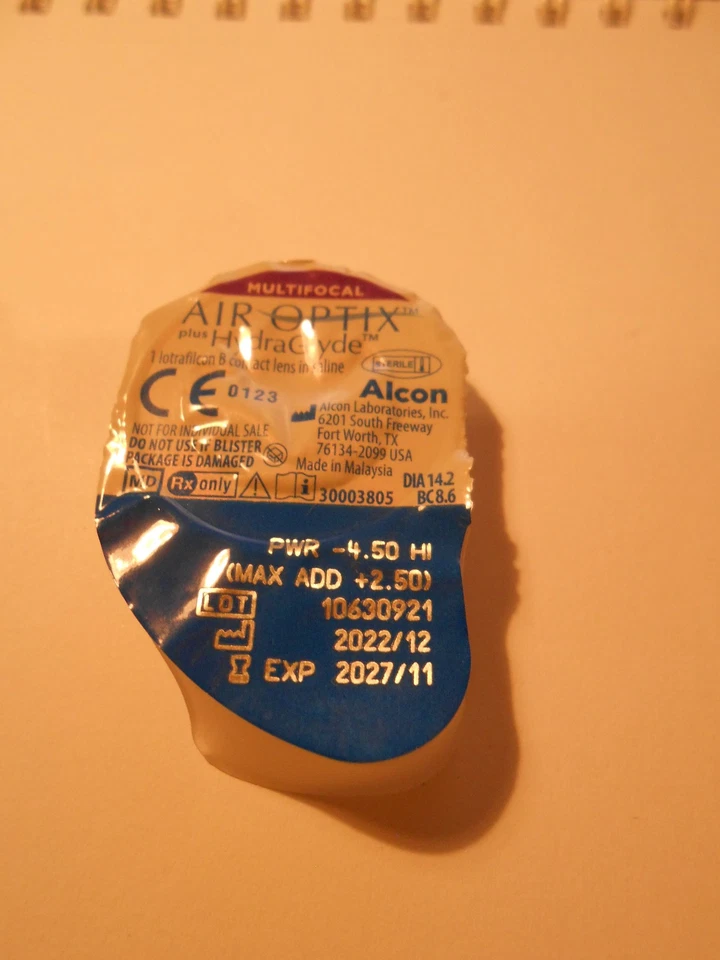 MULTIFOCAL
AIR OPTIX™
plus HydraGlyde™
1 lotrafilcon B contact lens in saline
STERILE
CE 0123
Alcon
Alcon Laboratories, Inc.
6201 South Freeway
Fort Worth, TX
76134-2099 USA
Made in Malaysia
NOT FOR INDIVIDUAL SALE
DO NOT USE IF BLISTER
PACKAGE IS DAMAGED
MD Rx only
30003805
DIA 14.2
BC 8.6
PWR -4.50 HI
(MAX ADD +2.50)
LOT 10630921
2022/12
EXP 2027/11